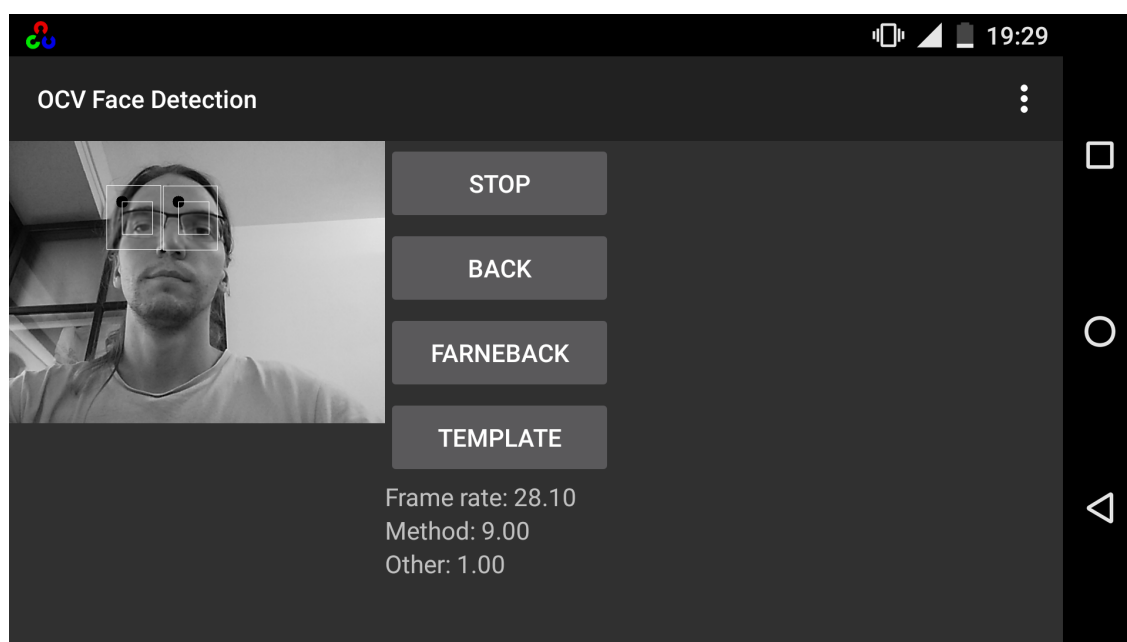 19:29
OCV Face Detection
STOP
BACK
FARNEBACK
TEMPLATE
Frame rate: 28.10
Method: 9.00
Other: 1.00